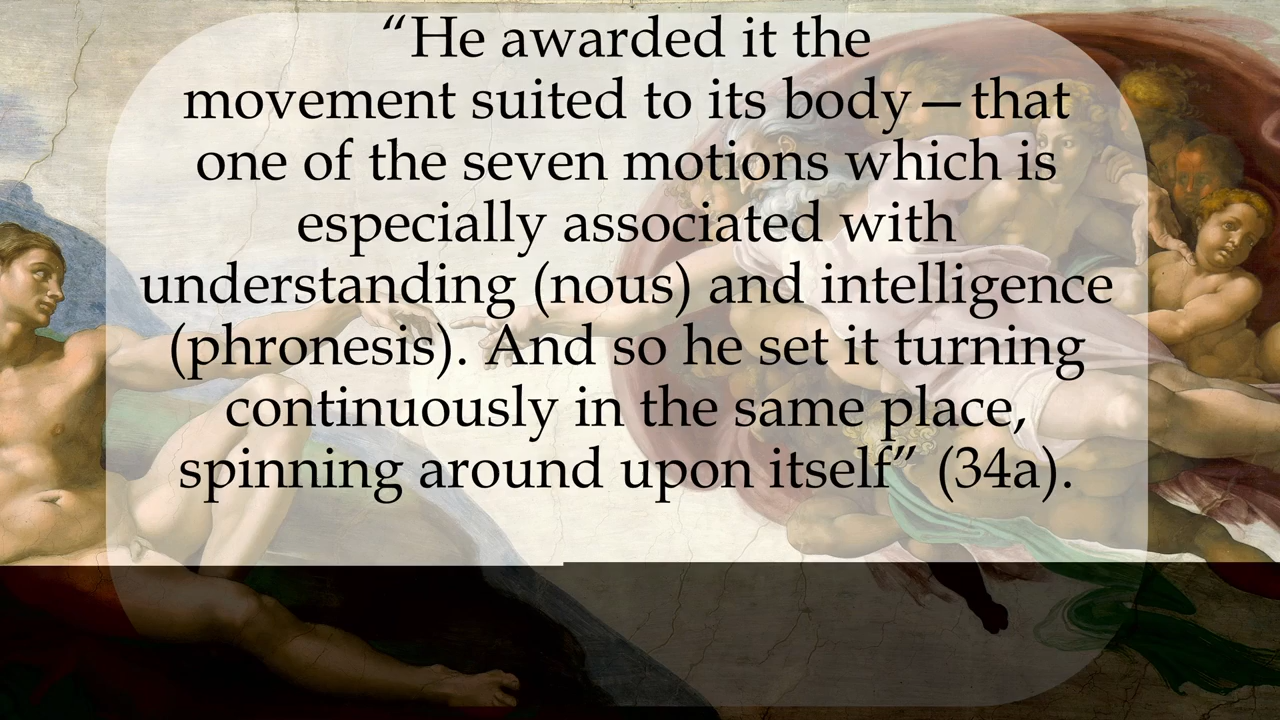 “He awarded it the
movement suited to its body—that
one of the seven motions which is
especially associated with
understanding (nous) and intelligence
(phronesis). And so he set it turning
continuously in the same place,
spinning around upon itself” (34a).